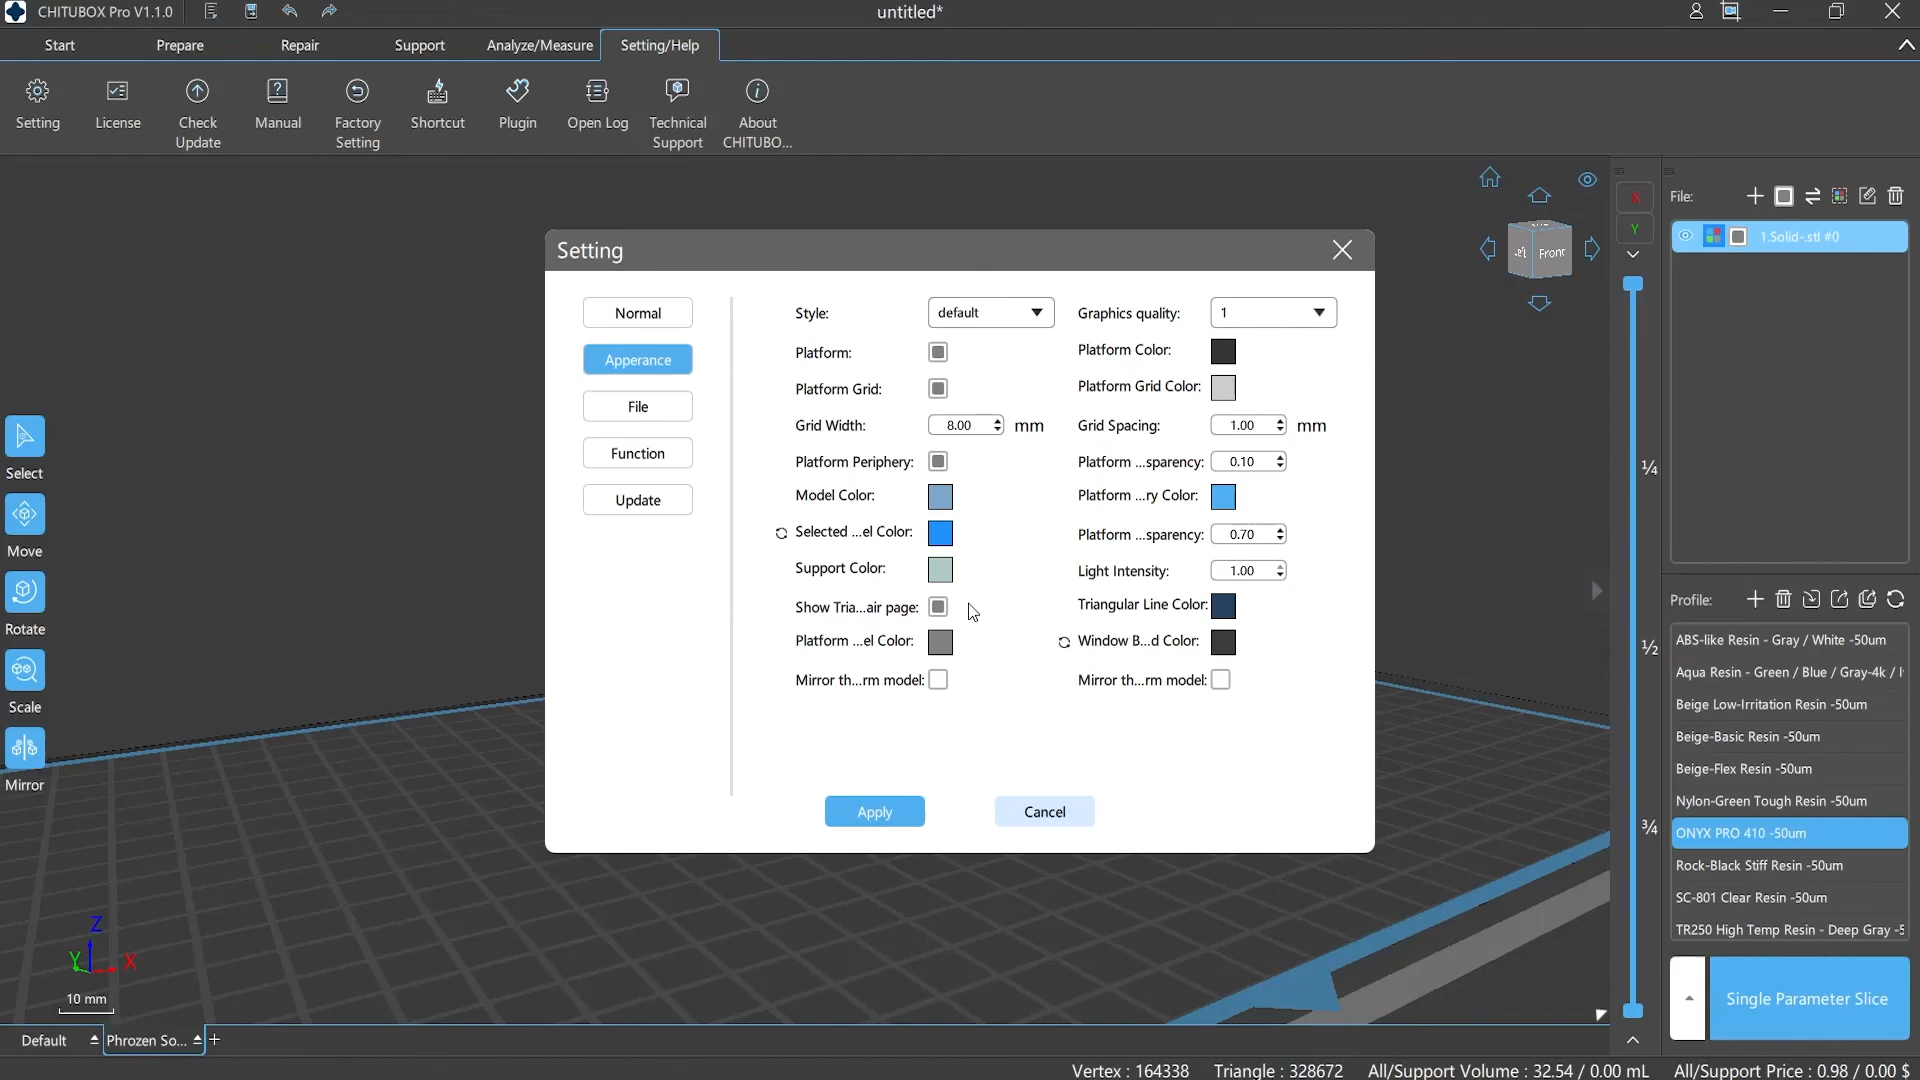 CHITUBOX Pro V1.1.0
untitled*
Start
Prepare
Repair
Support
Analyze/Measure
Setting/Help
Setting
License
Check
Update
Manual
Factory
Setting
Shortcut
Plugin
Open Log
Technical
Support
About
CHITUBO...
Select
Move
Rotate
Scale
Mirror
Setting
Normal
Apperance
File
Function
Update
Style:
default
Graphics quality:
1
Platform:
Platform Color:
Platform Grid:
Platform Grid Color:
Grid Width:
8.00
mm
Grid Spacing:
1.00
mm
Platform Periphery:
Platform ...sparency:
0.10
Model Color:
Platform ...ry Color:
Selected ...el Color:
Platform ...sparency:
0.70
Support Color:
Light Intensity:
1.00
Show Tria...air page:
Triangular Line Color:
Platform ...el Color:
Window B...d Color:
Mirror th...rm model:
Mirror th...rm model:
Apply
Cancel
Front
X
Y
1/4
1/2
3/4
File:
1.Solid-.stl #0
Profile:
ABS-like Resin - Gray / White -50um
Aqua Resin - Green / Blue / Gray-4k /
Beige Low-Irritation Resin -50um
Beige-Basic Resin -50um
Beige-Flex Resin -50um
Nylon-Green Tough Resin -50um
ONYX PRO 410 -50um
Rock-Black Stiff Resin -50um
SC-801 Clear Resin -50um
TR250 High Temp Resin - Deep Gray -5
Single Parameter Slice
Z
Y
X
10 mm
Default
Phrozen So...
Vertex : 164338
Triangle : 328672
All/Support Volume : 32.54 / 0.00 mL
All/Support Price : 0.98 / 0.00 $